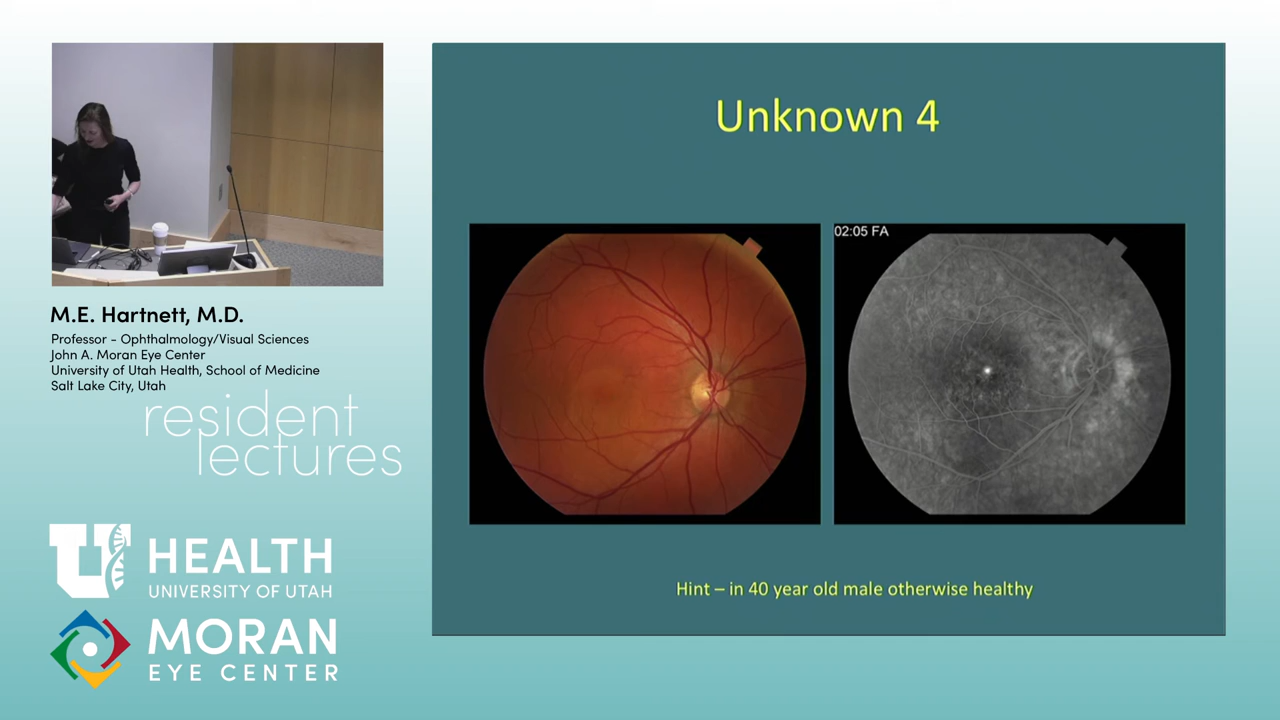 Unknown 4
02:05 FA
Hint – in 40 year old male otherwise healthy
M.E. Hartnett, M.D.
Professor - Ophthalmology/Visual Sciences
John A. Moran Eye Center
University of Utah Health, School of Medicine
Salt Lake City, Utah
resident
lectures
U HEALTH
UNIVERSITY OF UTAH
MORAN
EYE CENTER